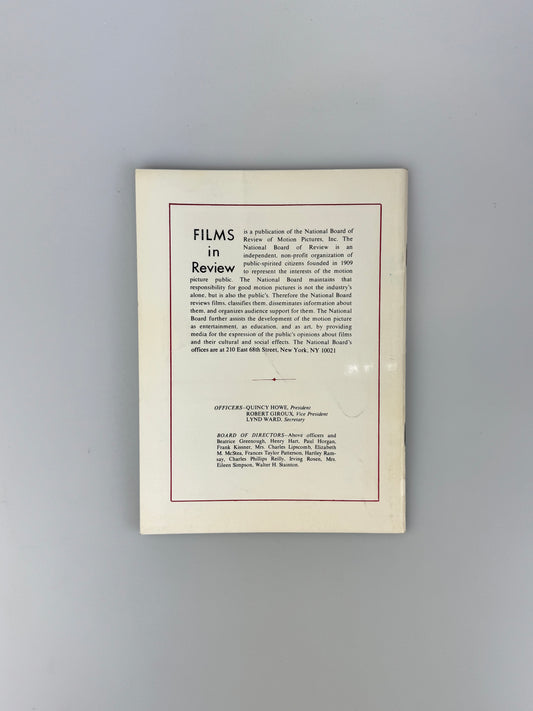 FILMS
in
Review
is a publication of the National Board of
Review of Motion Pictures, Inc. The
National Board of Review is an
independent, non-profit organization of
public-spirited citizens founded in 1909
to represent the interests of the motion
picture public. The National Board maintains that
responsibility for good motion pictures is not the industry's
alone, but is also the public's. Therefore the National Board
reviews films, classifies them, disseminates information about
them, and organizes audience support for them. The National
Board further assists the development of the motion picture
as entertainment, as education, and as art, by providing
media for the expression of the public's opinions about films
and their cultural and social effects. The National Board's
offices are at 210 East 68th Street, New York, NY 10021
OFFICERS–QUINCY HOWE, President
ROBERT GIROUX, Vice President
LYND WARD, Secretary
BOARD OF DIRECTORS–Above officers and
Beatrice Greenough, Henry Hart, Paul Horgan,
Frank Kissner, Mrs. Charles Lipscomb, Elizabeth
M. McStea, Frances Taylor Patterson, Hartley Ram-
say, Charles Phillips Reilly, Irving Rosen, Mrs.
Eileen Simpson, Walter H. Stainton.